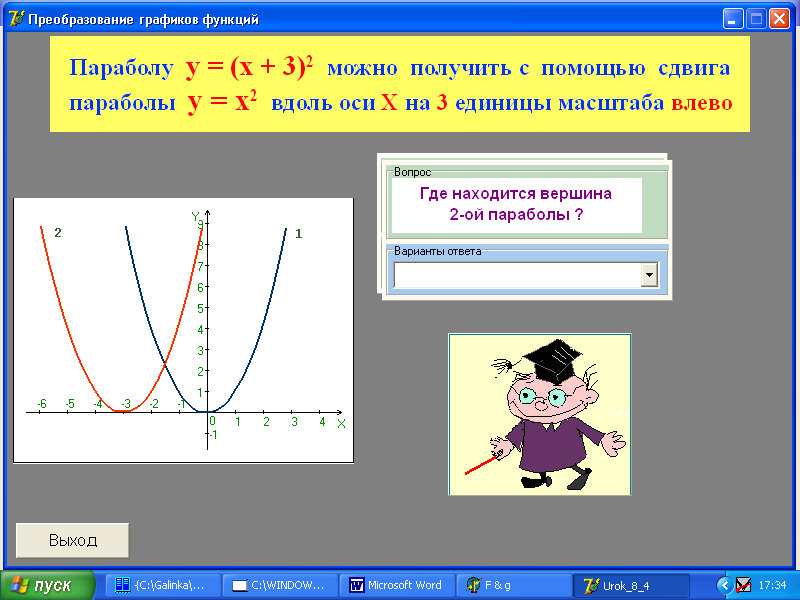 Преобразование графиков функций
Параболу y = (x + 3)² можно получить с помощью сдвига
параболы y = x² вдоль оси X на 3 единицы масштаба влево
Вопрос
Где находится вершина
2-ой параболы ?
Варианты ответа
Y
2
1
9
8
7
6
5
4
3
2
1
-6 -5 -4 -3 -2 -1
0 1 2 3 4 X
-1
Выход
пуск
{C:\Galinka\...
C:\WINDOW...
Microsoft Word
F & g
Urok_8_4
17:34